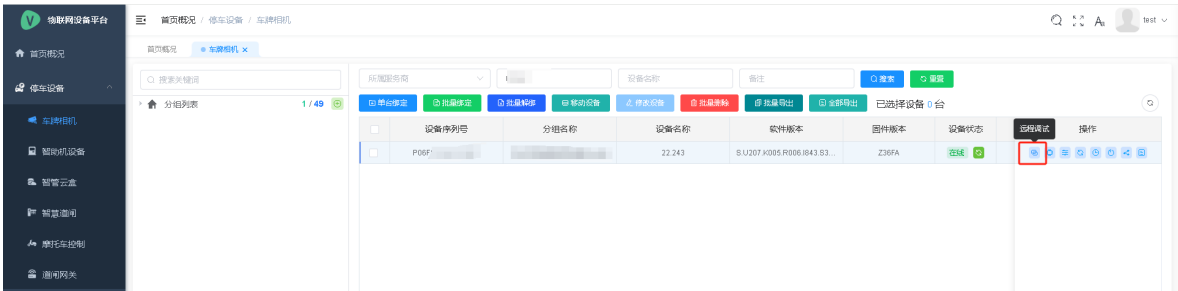 物联网设备平台
首页概况 / 停车设备 / 车牌相机
test
首页概况
停车设备
车牌相机
智助机设备
智管云盒
智慧道闸
摩托车控制
道闸网关
首页概况 车牌相机 ×
搜索关键词
分组列表 1 / 49
所属服务商 设备名称 备注 搜索 重置
单台绑定 批量绑定 批量解绑 移动设备 修改设备 批量删除 批量导出 全部导出 已选择设备 0 台
设备序列号 分组名称 设备名称 软件版本 固件版本 设备状态 操作
远程调试
22.243 S.U207.K005.R006.I843.S3... Z36FA 在线